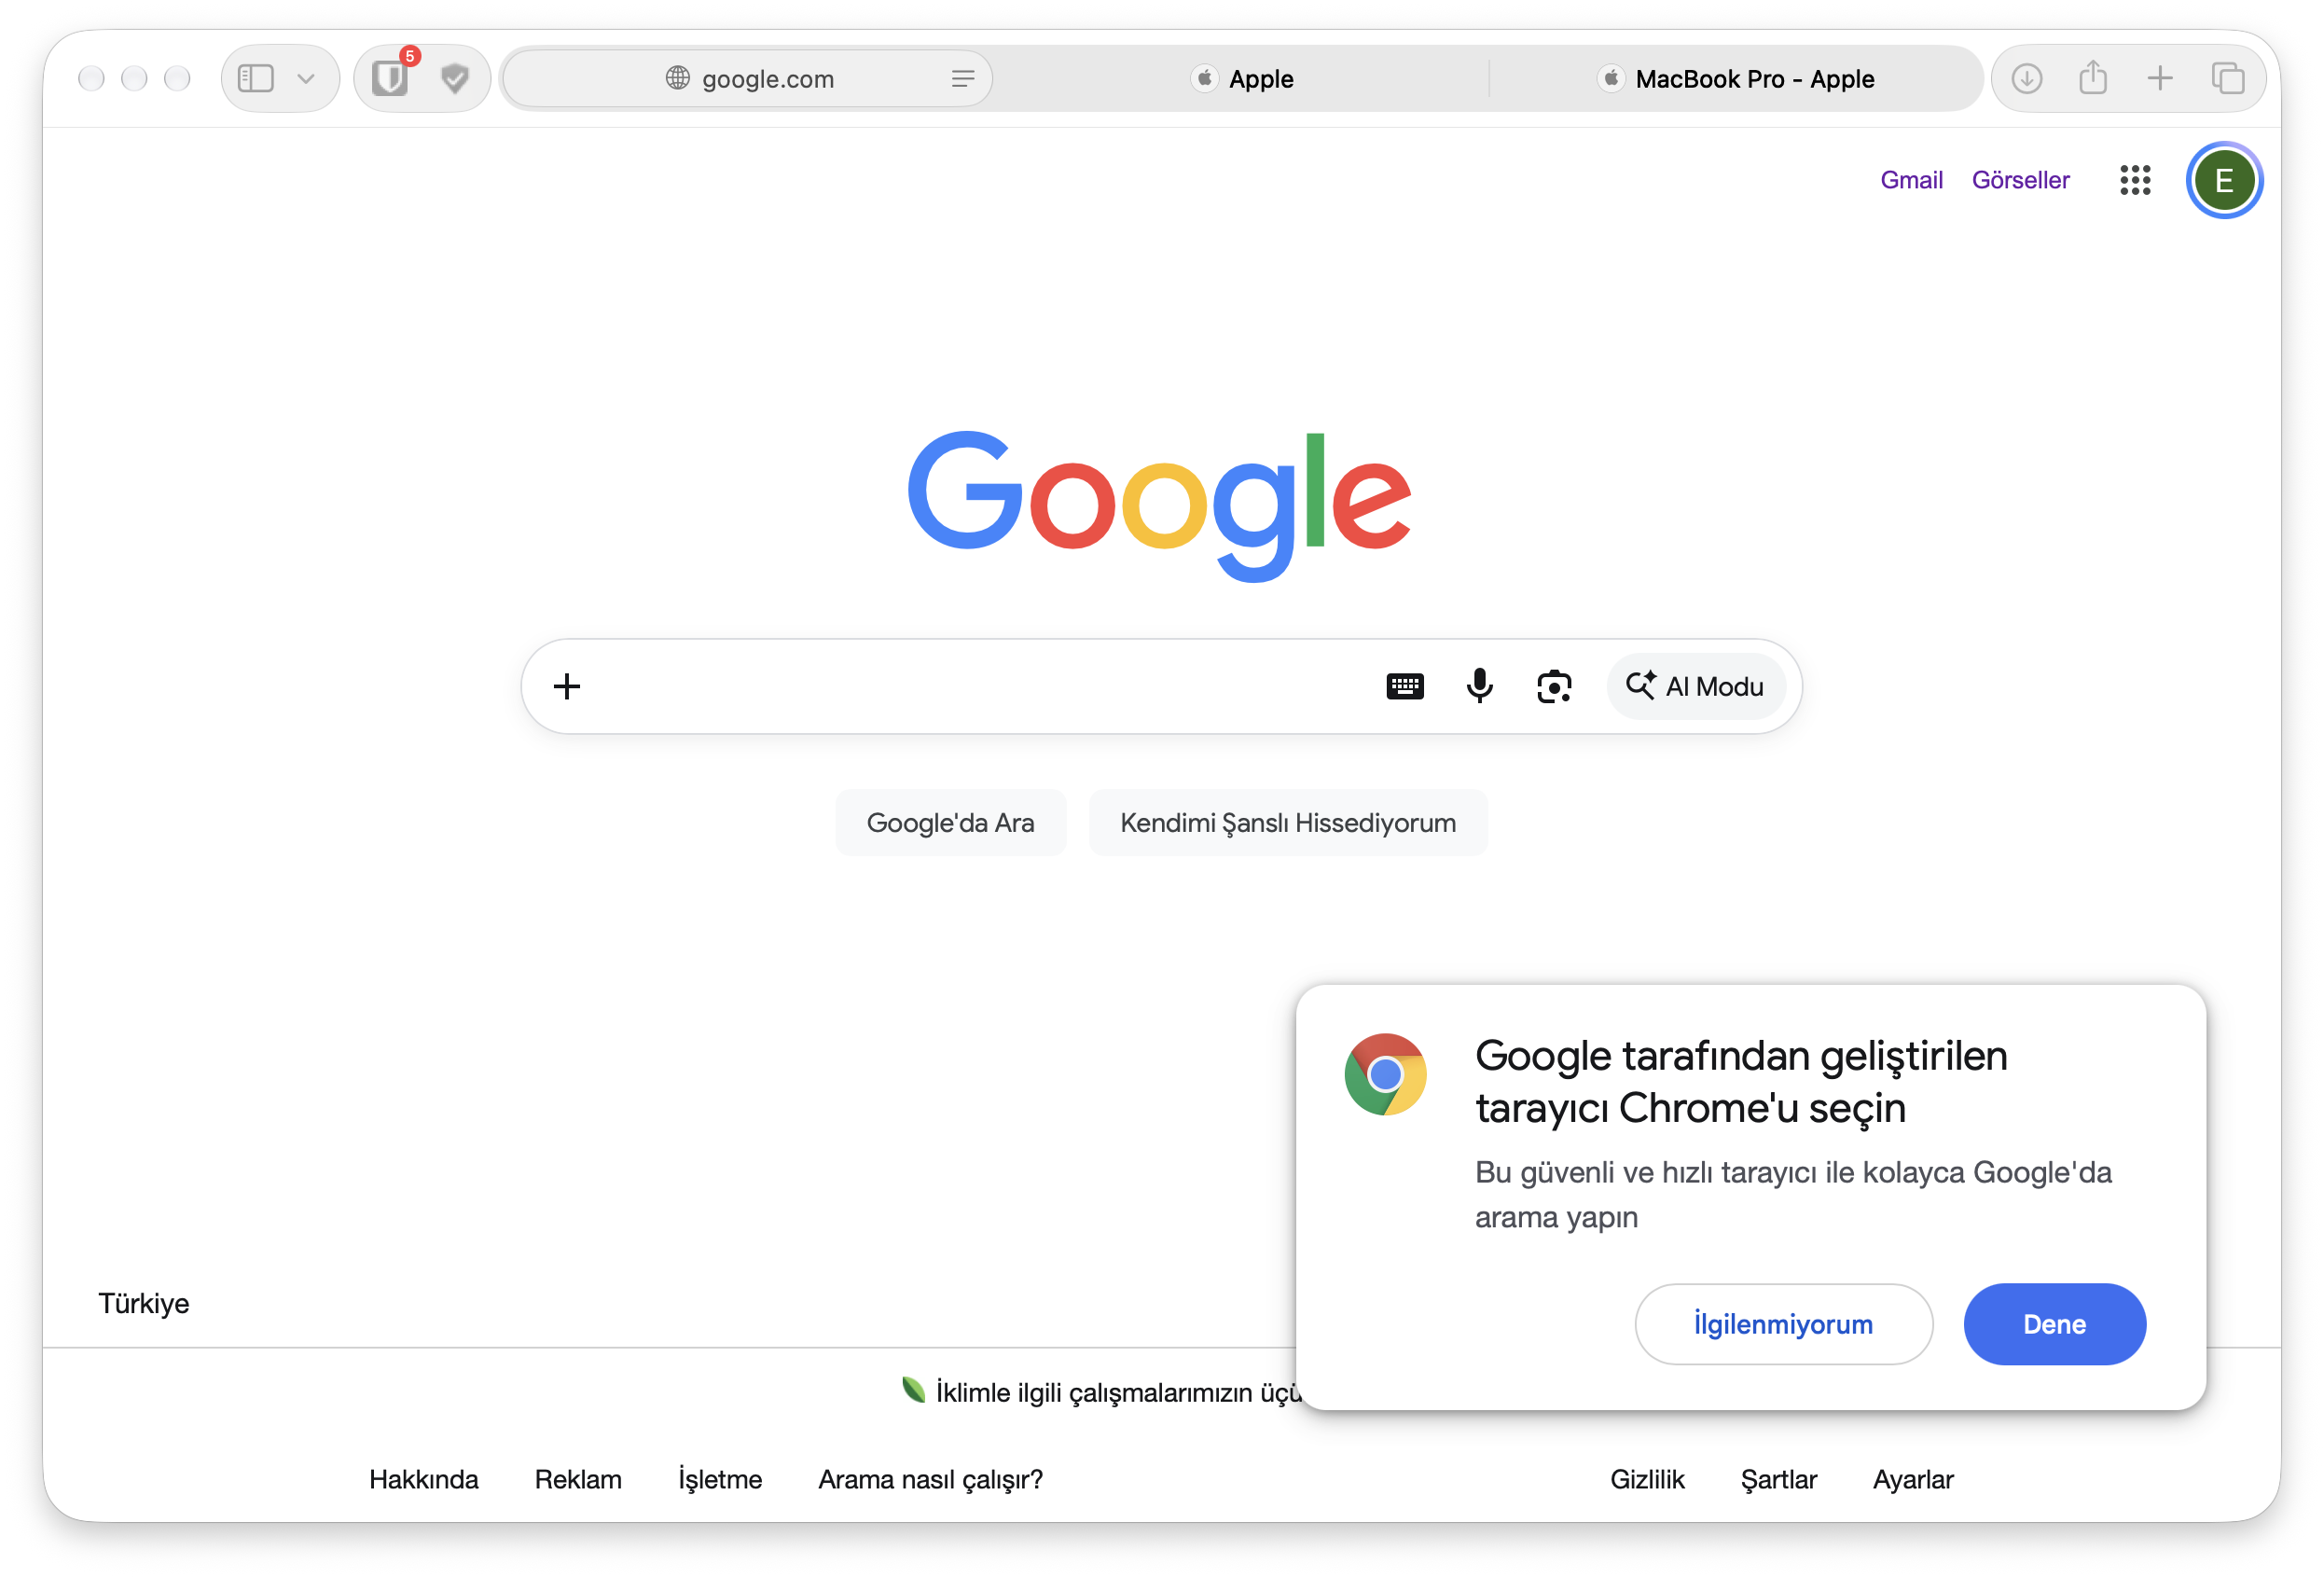 5
google.com
Apple
MacBook Pro - Apple
Gmail
Görseller
E
Google
AI Modu
Google'da Ara
Kendimi Şanslı Hissediyorum
Google tarafından geliştirilen
tarayıcı Chrome'u seçin
Bu güvenli ve hızlı tarayıcı ile kolayca Google'da
arama yapın
İlgilenmiyorum
Dene
Türkiye
İklimle ilgili çalışmalarımızın
Hakkında
Reklam
İşletme
Arama nasıl çalışır?
Gizlilik
Şartlar
Ayarlar